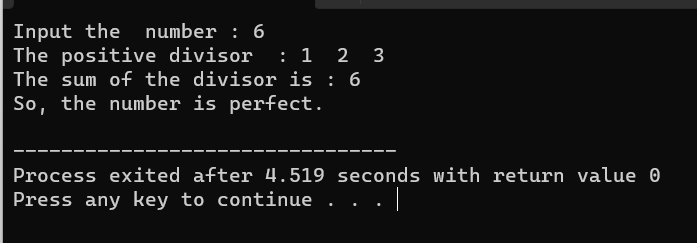 Input the  number : 6
The positive divisor  : 1  2  3
The sum of the divisor is : 6
So, the number is perfect.
--------------------------------
Process exited after 4.519 seconds with return value 0
Press any key to continue . . .